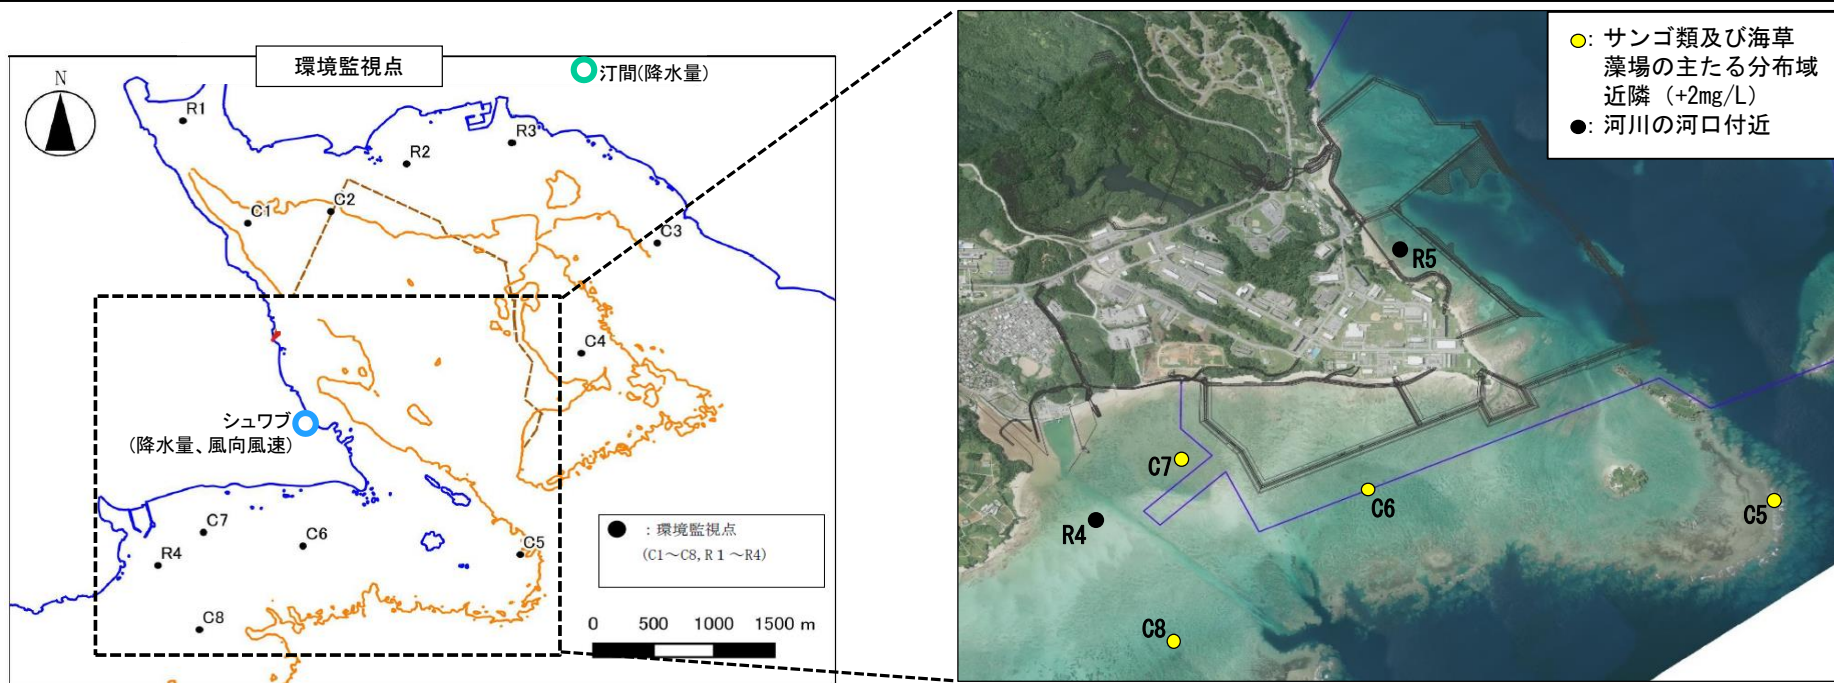 環境監視点
汀間(降水量)
N
R1
R2
R3
C1
C2
C3
C4
シュワブ
(降水量、風向風速)
C7
C6
C5
R4
C8
●：環境監視点
(C1～C8,R１～R4)
0 500 1000 1500 m
●: サンゴ類及び海草
藻場の主たる分布域
近隣（+2mg/L）
●: 河川の河口付近
R5
C7
C6
C5
R4
C8